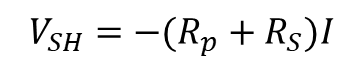 V_{SH} = -(R_p + R_S)I